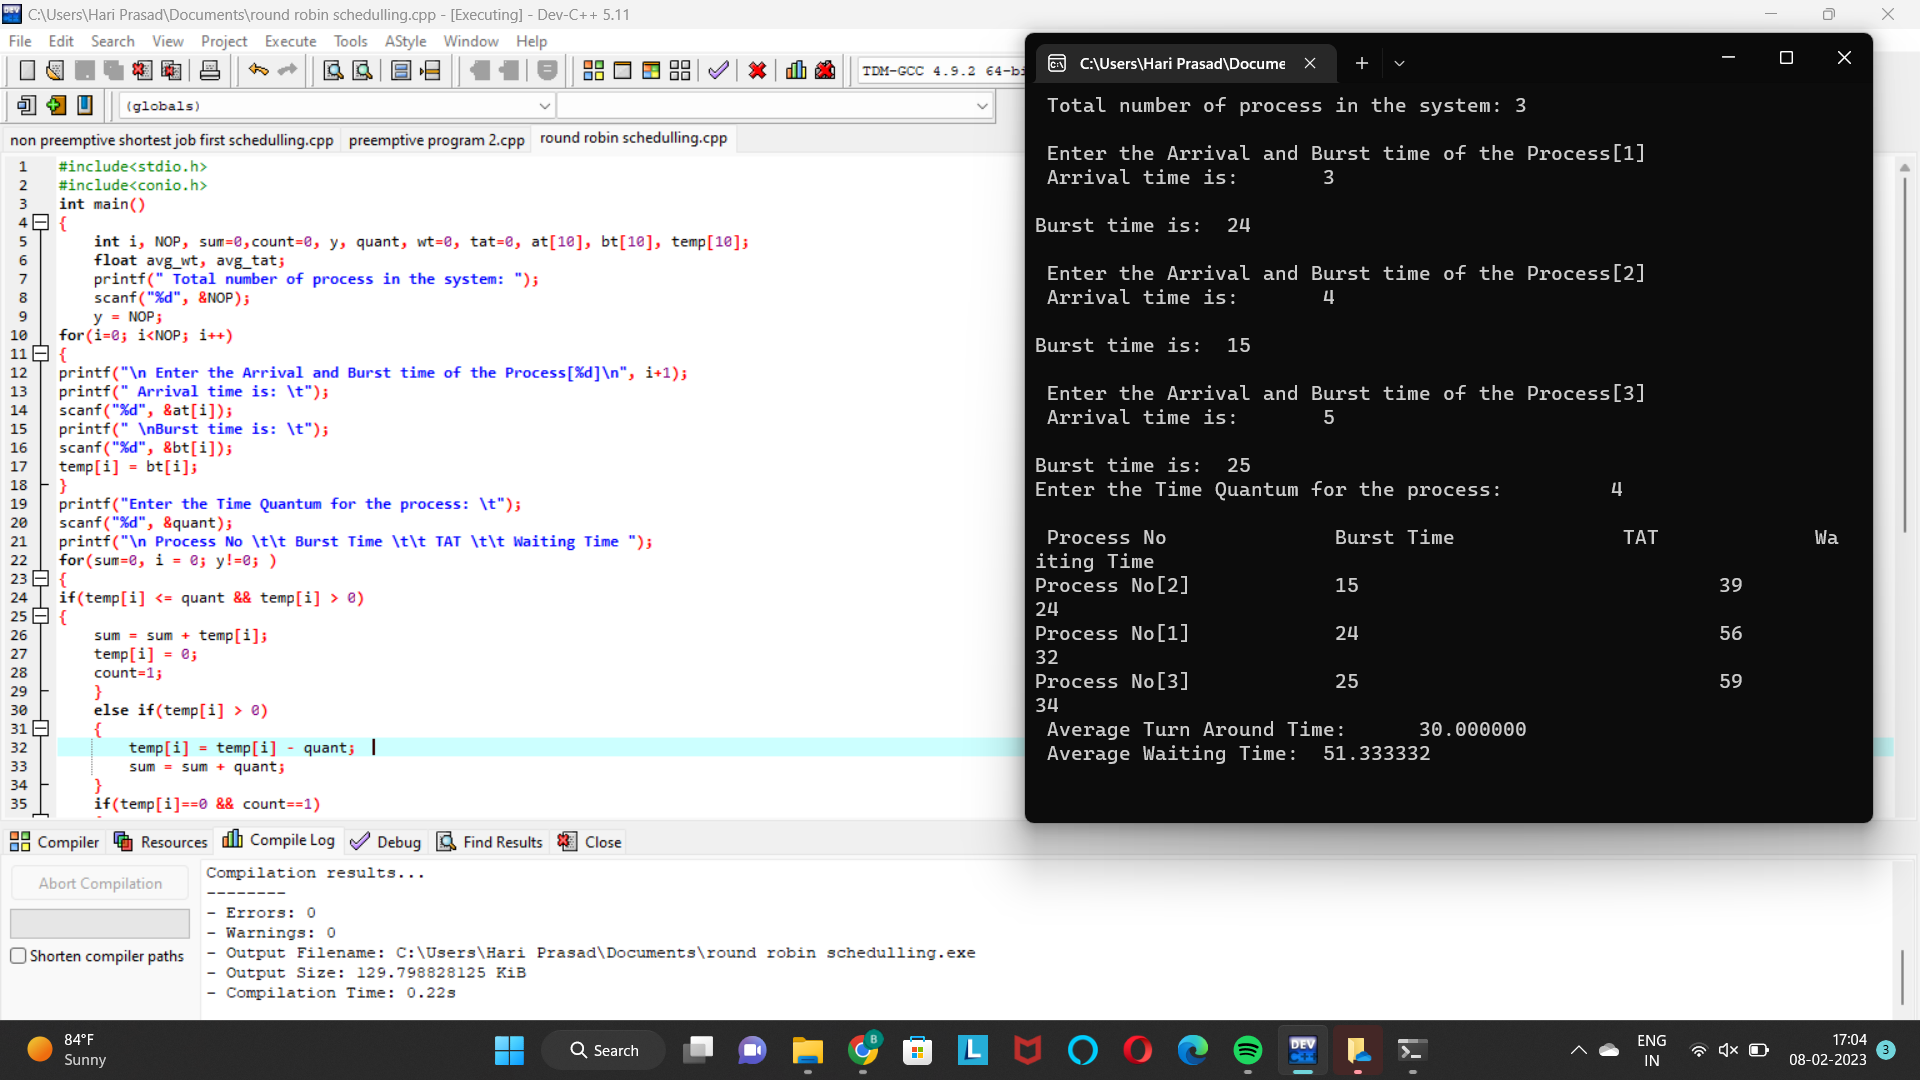 C:\Users\Hari Prasad\Documents\round robin schedulling.cpp - [Executing] - Dev-C++ 5.11
File Edit Search View Project Execute Tools AStyle Window Help
TDM-GCC 4.9.2 64-bi
(globals)
non preemptive shortest job first schedulling.cpp preemptive program 2.cpp round robin schedulling.cpp
1 #include<stdio.h>
2 #include<conio.h>
3 int main()
4 {
5 int i, NOP, sum=0,count=0, y, quant, wt=0, tat=0, at[10], bt[10], temp[10];
6 float avg_wt, avg_tat;
7 printf(" Total number of process in the system: ");
8 scanf("%d", &NOP);
9 y = NOP;
10 for(i=0; i<NOP; i++)
11 {
12 printf("\n Enter the Arrival and Burst time of the Process[%d]\n", i+1);
13 printf(" Arrival time is: \t");
14 scanf("%d", &at[i]);
15 printf(" \nBurst time is: \t");
16 scanf("%d", &bt[i]);
17 temp[i] = bt[i];
18 }
19 printf("Enter the Time Quantum for the process: \t");
20 scanf("%d", &quant);
21 printf("\n Process No \t\t Burst Time \t\t TAT \t\t Waiting Time ");
22 for(sum=0, i = 0; y!=0; )
23 {
24 if(temp[i] <= quant && temp[i] > 0)
25 {
26 sum = sum + temp[i];
27 temp[i] = 0;
28 count=1;
29 }
30 else if(temp[i] > 0)
31 {
32 temp[i] = temp[i] - quant;
33 sum = sum + quant;
34 }
35 if(temp[i]==0 && count==1)
C:\Users\Hari Prasad\Docume
Total number of process in the system: 3
Enter the Arrival and Burst time of the Process[1]
Arrival time is: 3
Burst time is: 24
Enter the Arrival and Burst time of the Process[2]
Arrival time is: 4
Burst time is: 15
Enter the Arrival and Burst time of the Process[3]
Arrival time is: 5
Burst time is: 25
Enter the Time Quantum for the process: 4
Process No Burst Time TAT Wa
iting Time
Process No[2] 15 39
24
Process No[1] 24 56
32
Process No[3] 25 59
34
Average Turn Around Time: 30.000000
Average Waiting Time: 51.333332
Compiler Resources Compile Log Debug Find Results Close
Abort Compilation
Shorten compiler paths
Compilation results...
--------
- Errors: 0
- Warnings: 0
- Output Filename: C:\Users\Hari Prasad\Documents\round robin schedulling.exe
- Output Size: 129.798828125 KiB
- Compilation Time: 0.22s
84°F
Sunny
Search
B
L
DEV
C++
ENG
IN
17:04
08-02-2023
3